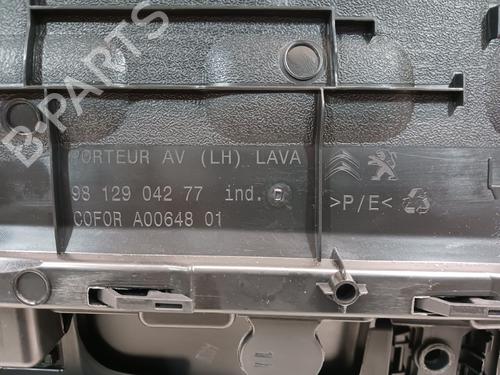 B-PARTS
PORTEUR AV (LH) LAVA
98 129 042 77 ind. D
COFOR A00648 01
>P/E<